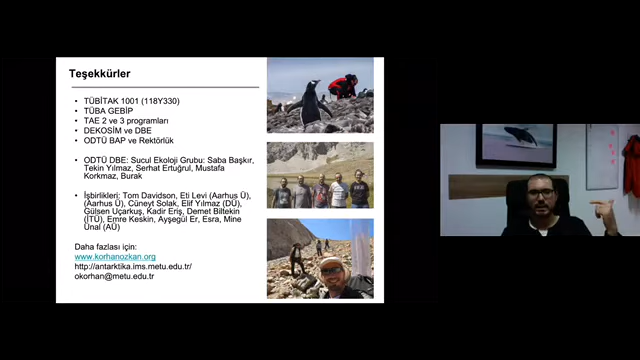 Teşekkürler
• TÜBİTAK 1001 (118Y330)
• TÜBA GEBİP
• TAE 2 ve 3 programları
• DEKOSİM ve DBE
• ODTÜ BAP ve Rektörlük
• ODTÜ DBE: Sucul Ekoloji Grubu: Saba Başkır,
Tekin Yılmaz, Serhat Ertuğrul, Mustafa
Korkmaz, Burak
• İşbirlikleri: Tom Davidson, Eti Levi (Aarhus Ü),
(Aarhus Ü), Cüneyt Solak, Elif Yılmaz (DÜ),
Gülsen Uçarkuş, Kadir Eriş, Demet Biltekin
(İTÜ), Emre Keskin, Ayşegül Er, Esra, Mine
Ünal (AÜ)
Daha fazlası için:
www.korhanozkan.org
http://antarktika.ims.metu.edu.tr/
okorhan@metu.edu.tr